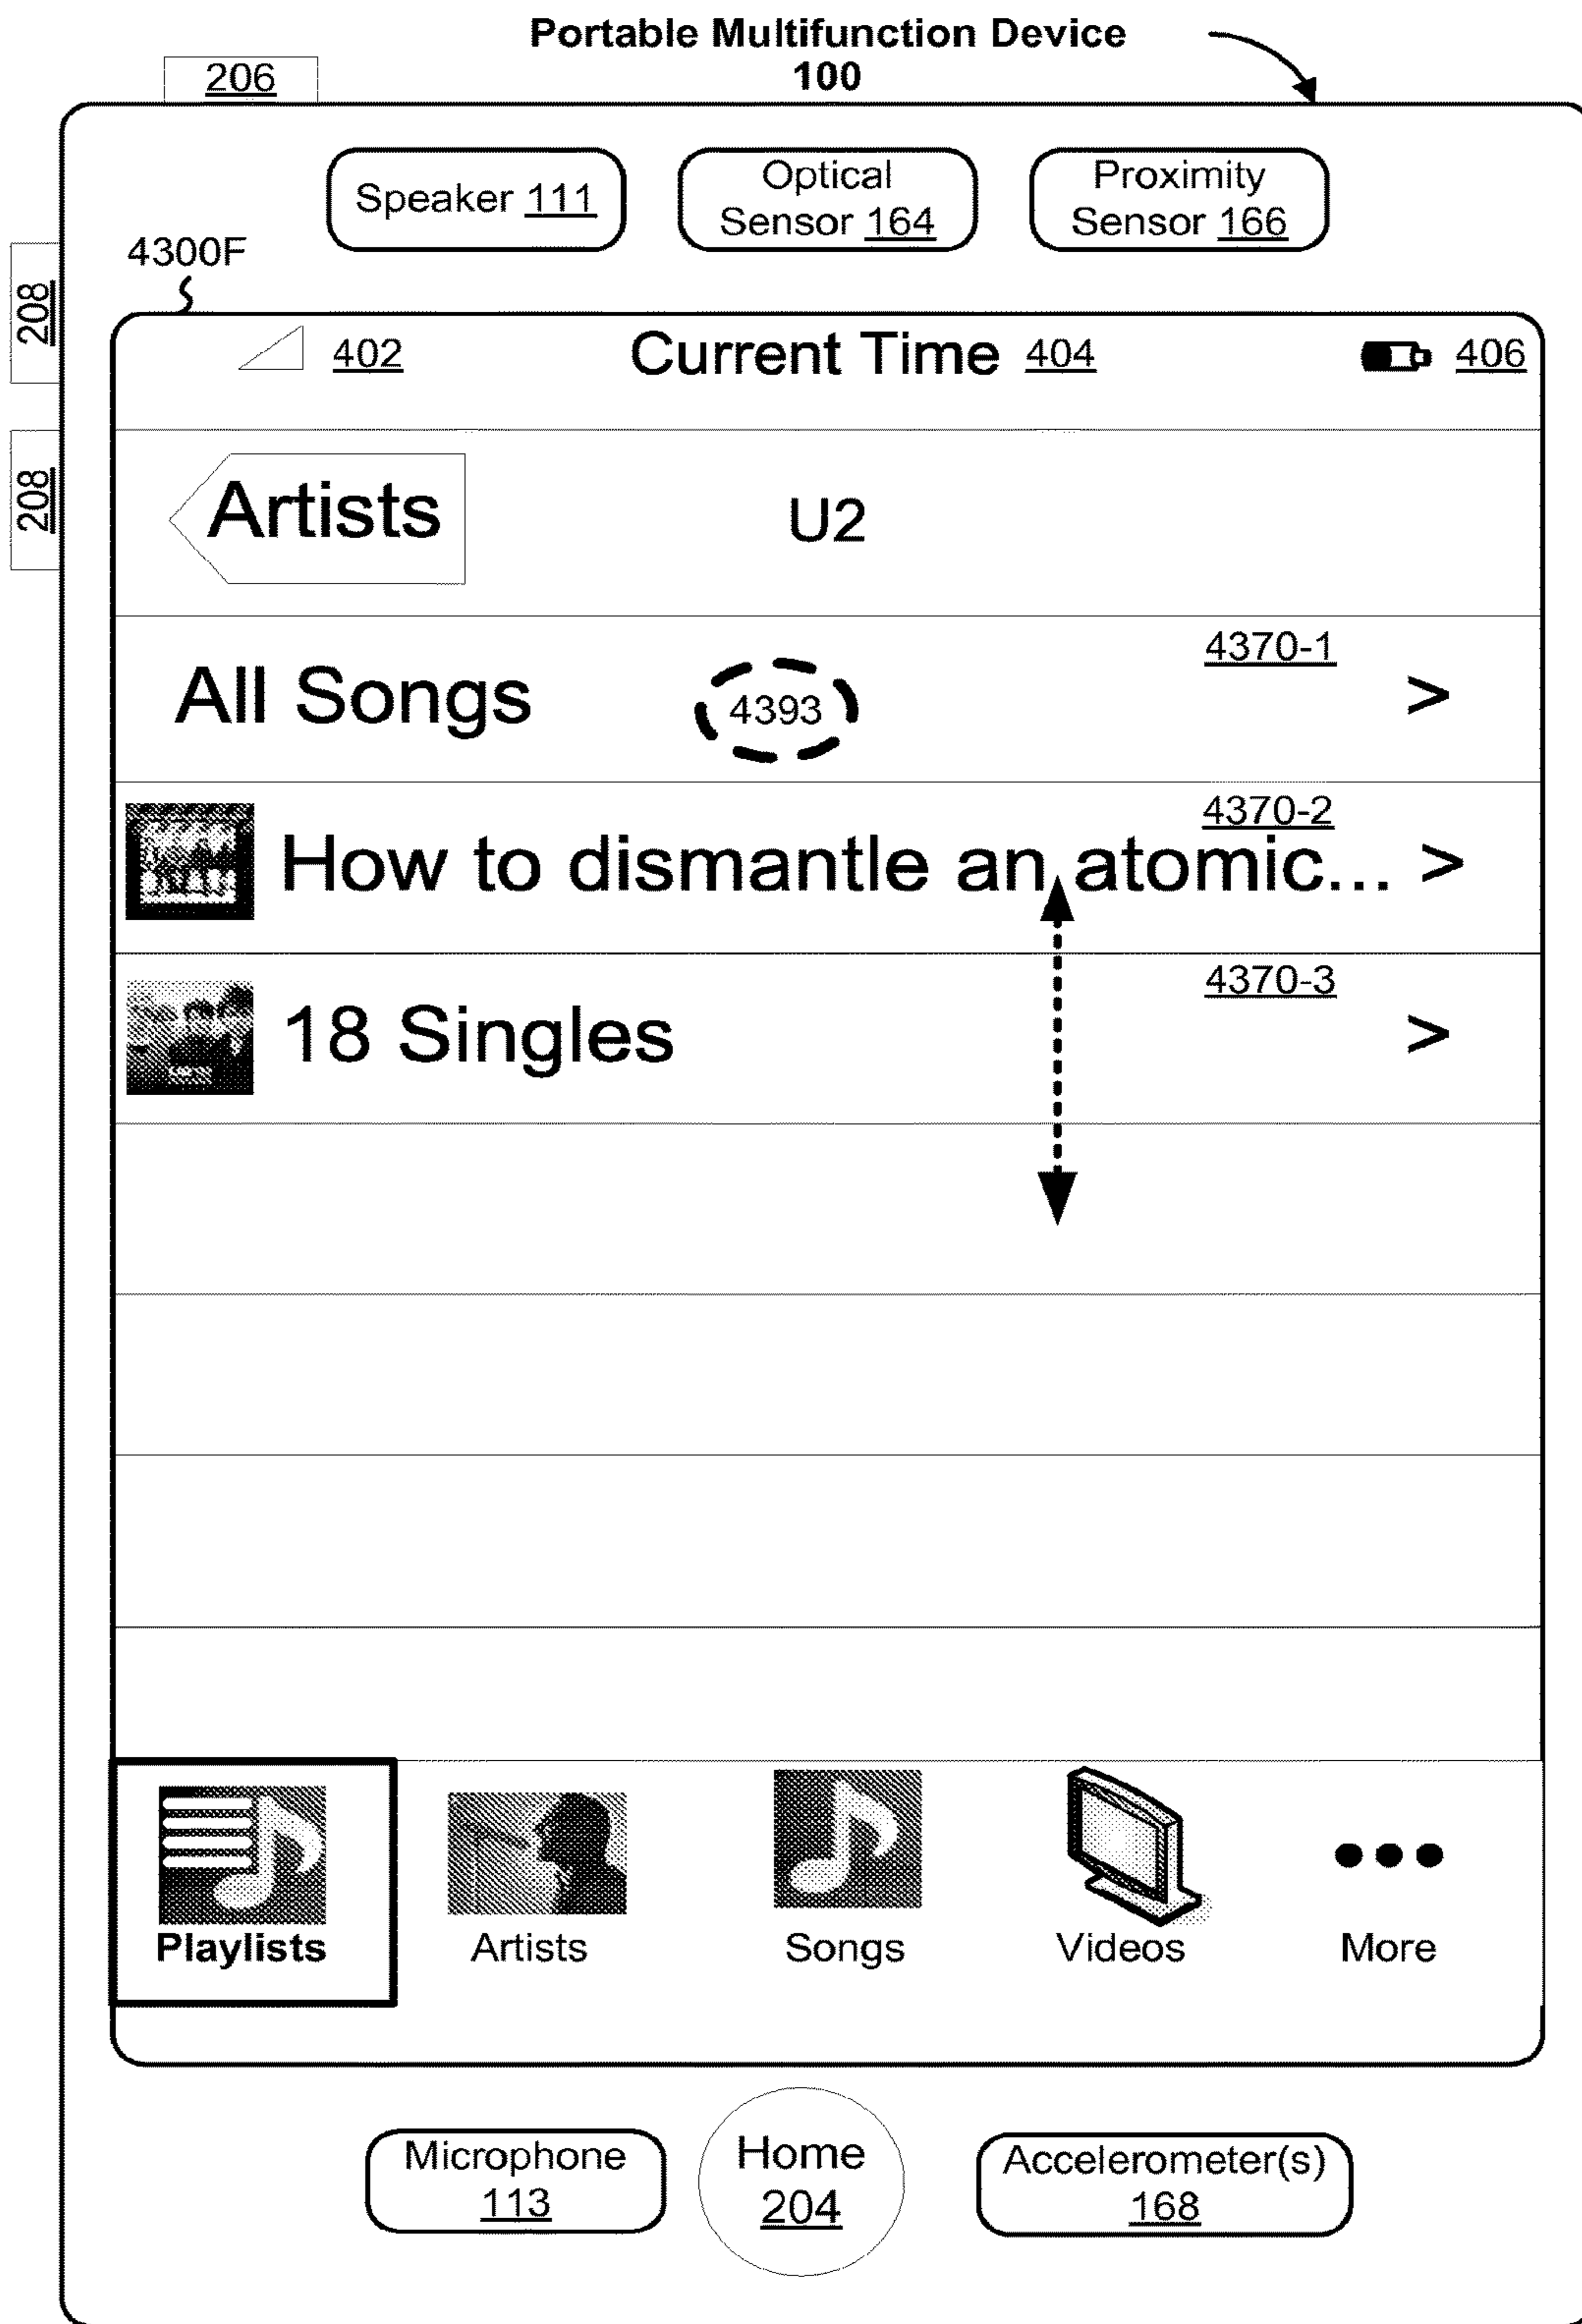 Portable Multifunction Device
100
206
Speaker 111
Optical
Sensor 164
Proximity
Sensor 166
4300F
208
208
402
Current Time 404
406
Artists
U2
All Songs
4393
4370-1
>
4370-2
How to dismantle an atomic... >
4370-3
18 Singles
>
Playlists
Artists
Songs
Videos
More
Microphone
113
Home
204
Accelerometer(s)
168